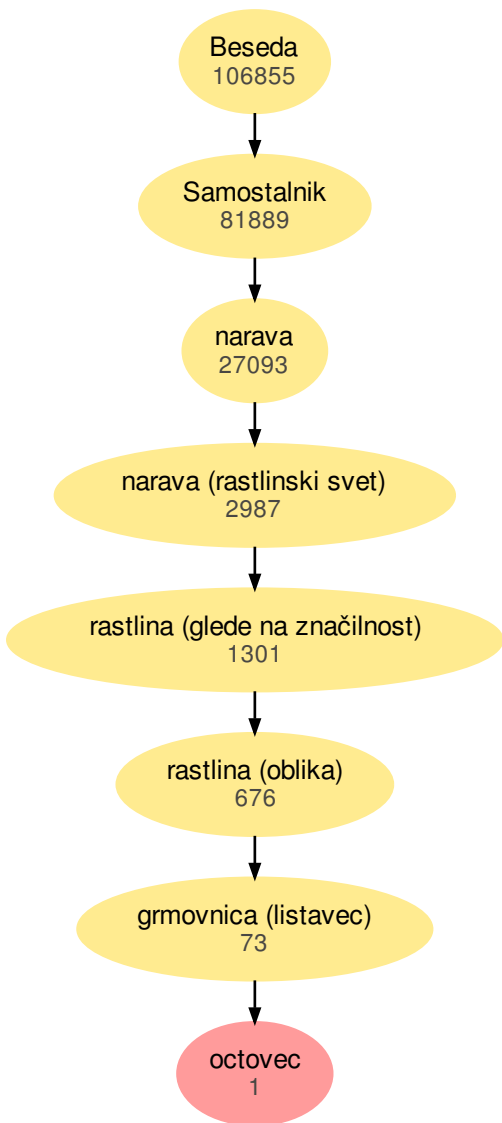 Beseda
106855
Samostalnik
81889
narava
27093
narava (rastlinski svet)
2987
rastlina (glede na značilnost)
1301
rastlina (oblika)
676
grmovnica (listavec)
73
octovec
1